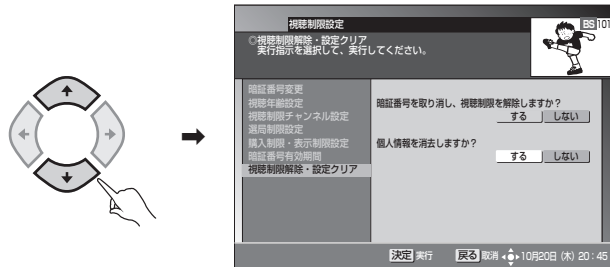 視聴制限設定
BS 101
◎視聴制限解除・設定クリア
実行指示を選択して、実行してください。
暗証番号変更
視聴年齢設定
視聴制限チャンネル設定
選局制限設定
購入制限・表示制限設定
暗証番号有効期間
視聴制限解除・設定クリア
暗証番号を取り消し、視聴制限を解除しますか？
する しない
個人情報を消去しますか？
する しない
決定 実行 戻る 取消 10月20日 (木) 20:45